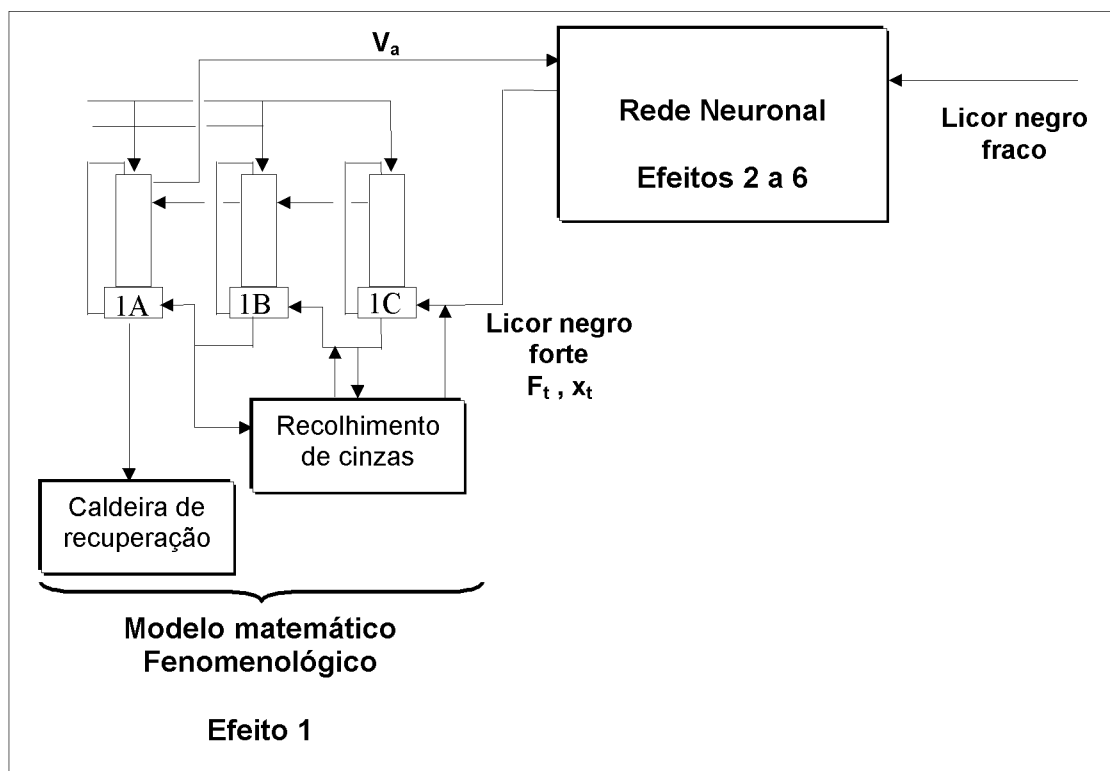 Va
Rede Neuronal
Efeitos 2 a 6
Licor negro
fraco
1A
1B
1C
Licor negro
forte
Ft , xt
Recolhimento
de cinzas
Caldeira de
recuperação
Modelo matemático
Fenomenológico
Efeito 1